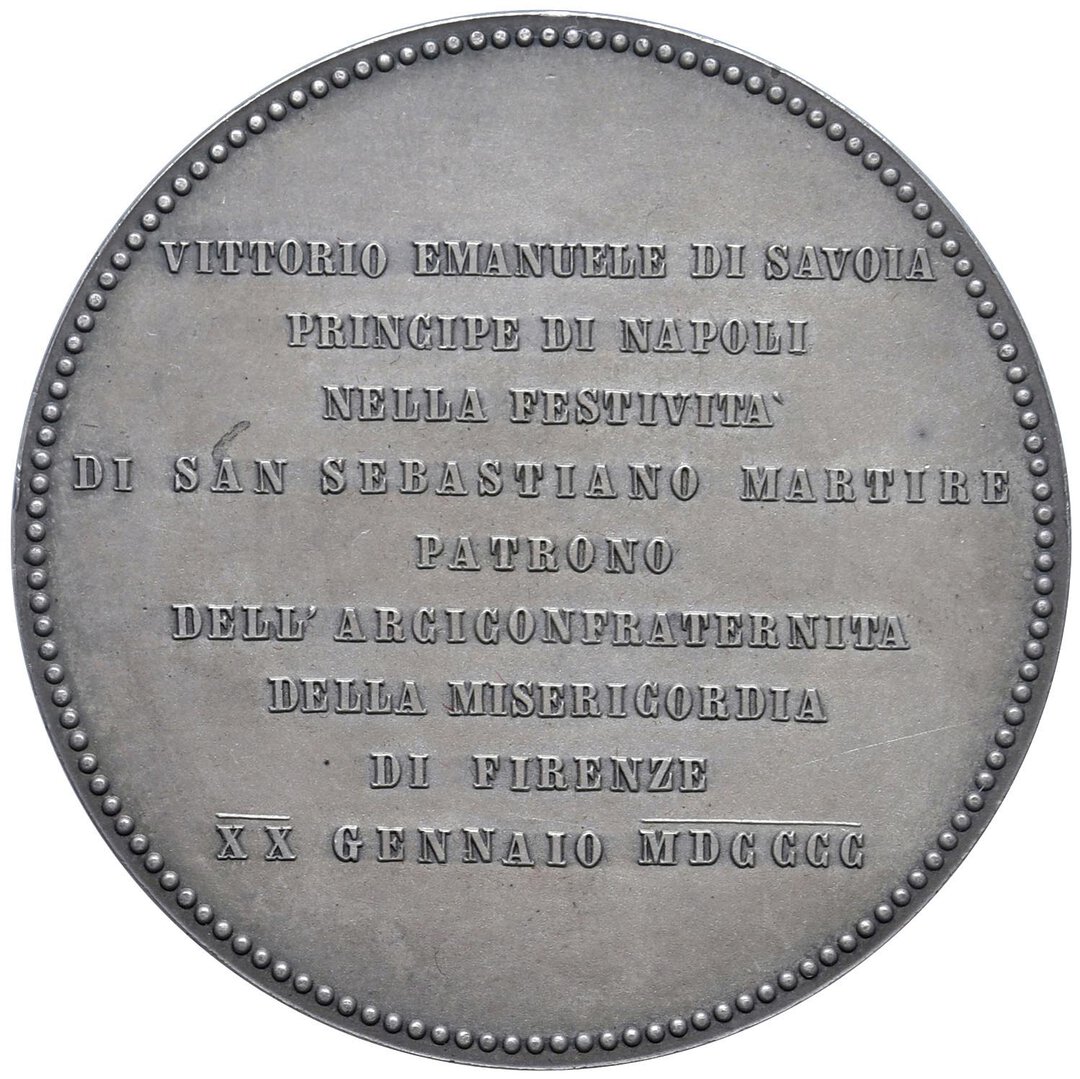 VITTORIO EMANUELE DI SAVOIA
PRINCIPE DI NAPOLI
NELLA FESTIVITA`
DI SAN SEBASTIANO MARTIRE
PATRONO
DELL' ARCICONFRATERNITA
DELLA MISERICORDIA
DI FIRENZE
XX GENNAIO MDCCCC